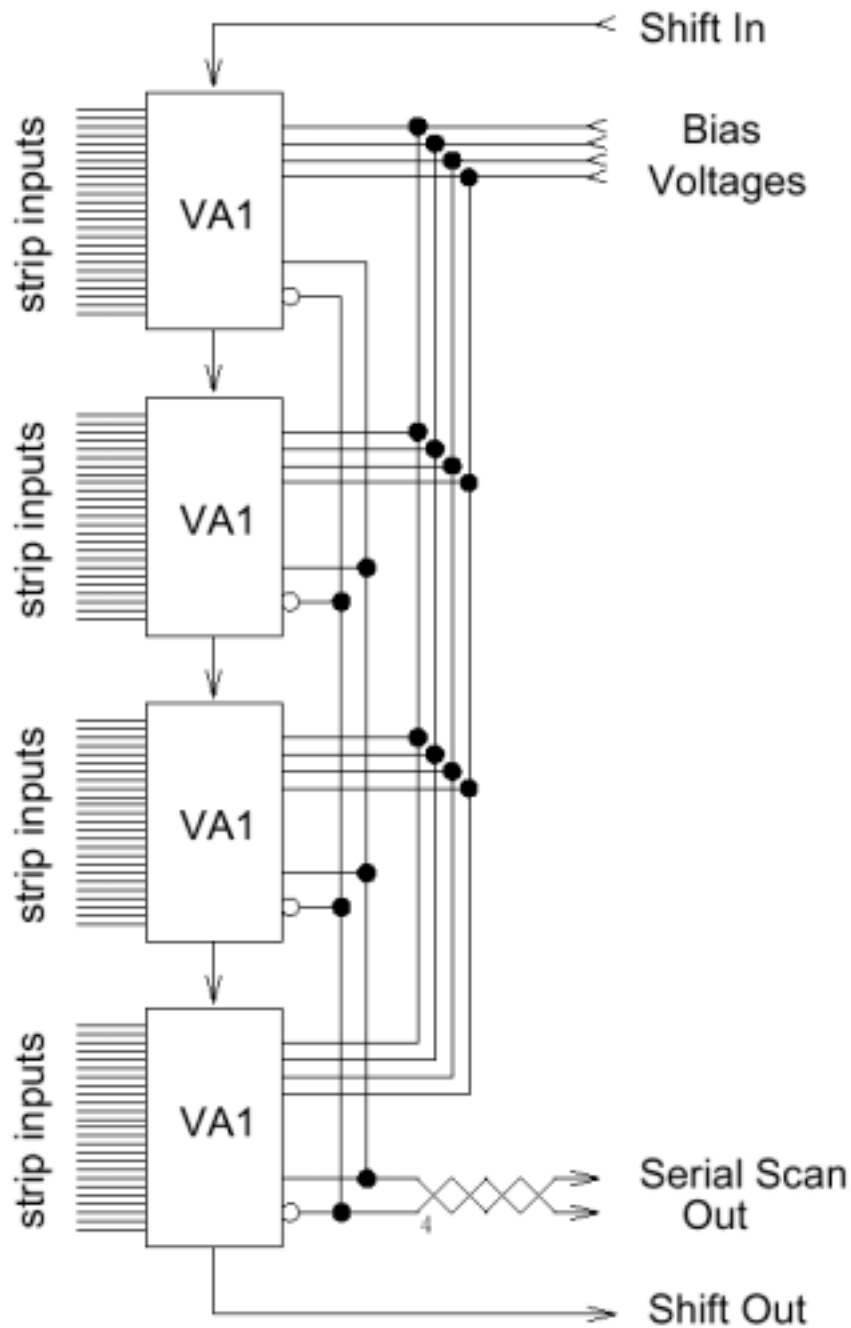 Shift In
strip inputs
VA1
Bias
Voltages
strip inputs
VA1
strip inputs
VA1
strip inputs
VA1
Serial Scan
Out
4
Shift Out